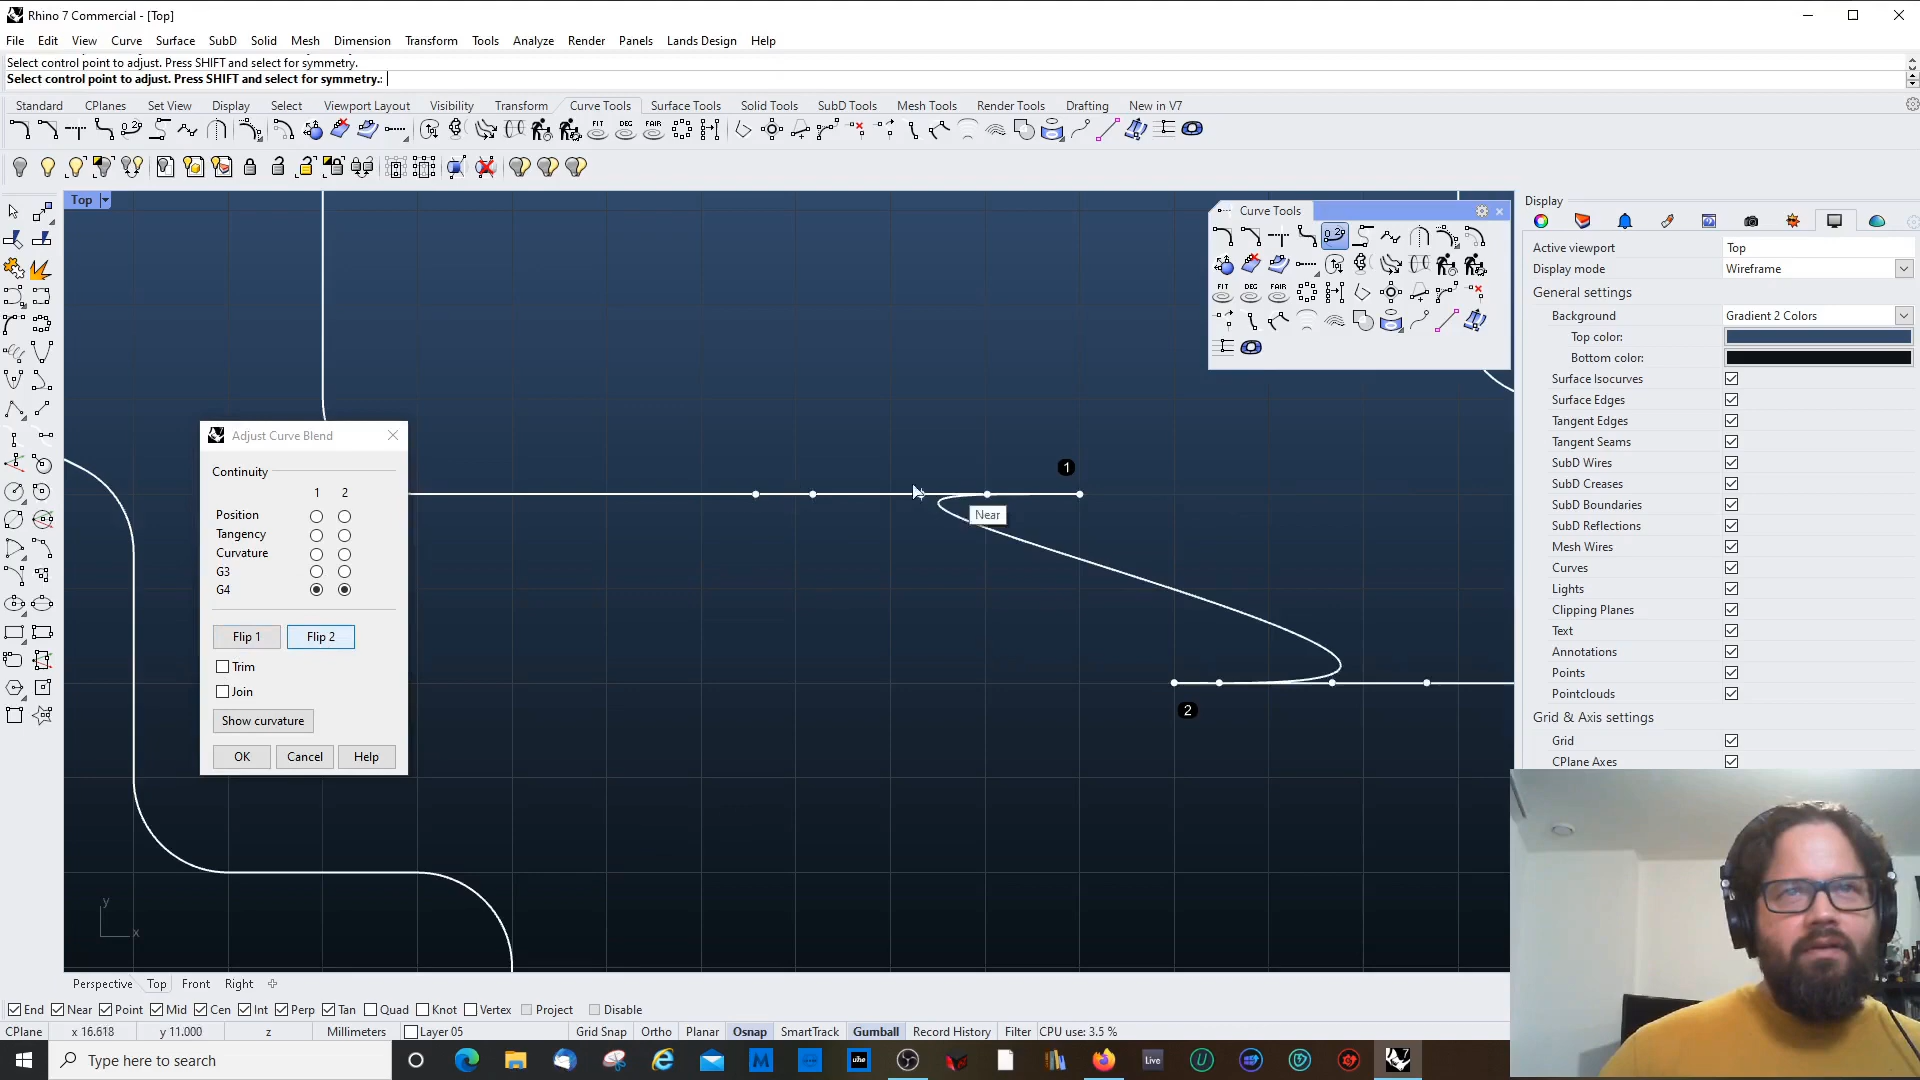 Rhino 7 Commercial - [Top]
File Edit View Curve Surface SubD Solid Mesh Dimension Transform Tools Analyze Render Panels Lands Design Help
Select control point to adjust. Press SHIFT and select for symmetry.
Select control point to adjust. Press SHIFT and select for symmetry.:
Standard CPlanes Set View Display Select Viewport Layout Visibility Transform Curve Tools Surface Tools Solid Tools SubD Tools Mesh Tools Render Tools Drafting New in V7
FIT DEG FAIR
Top
Curve Tools
FIT DEG FAIR
Display
Active viewport Top
Display mode Wireframe
General settings
Background Gradient 2 Colors
Top color:
Bottom color:
Surface Isocurves
Surface Edges
Tangent Edges
Tangent Seams
SubD Wires
SubD Creases
SubD Boundaries
SubD Reflections
Mesh Wires
Curves
Lights
Clipping Planes
Text
Annotations
Points
Pointclouds
Grid & Axis settings
Grid
CPlane Axes
Adjust Curve Blend
Continuity
1 2
Position
Tangency
Curvature
G3
G4
Flip 1 Flip 2
Trim
Join
Show curvature
OK Cancel Help
1
Near
2
y
x
Perspective Top Front Right
End Near Point Mid Cen Int Perp Tan Quad Knot Vertex Project Disable
CPlane x 16.618 y 11.000 z Millimeters Layer 05 Grid Snap Ortho Planar Osnap SmartTrack Gumball Record History Filter CPU use: 3.5 %
Type here to search
M
uhe
Live
U